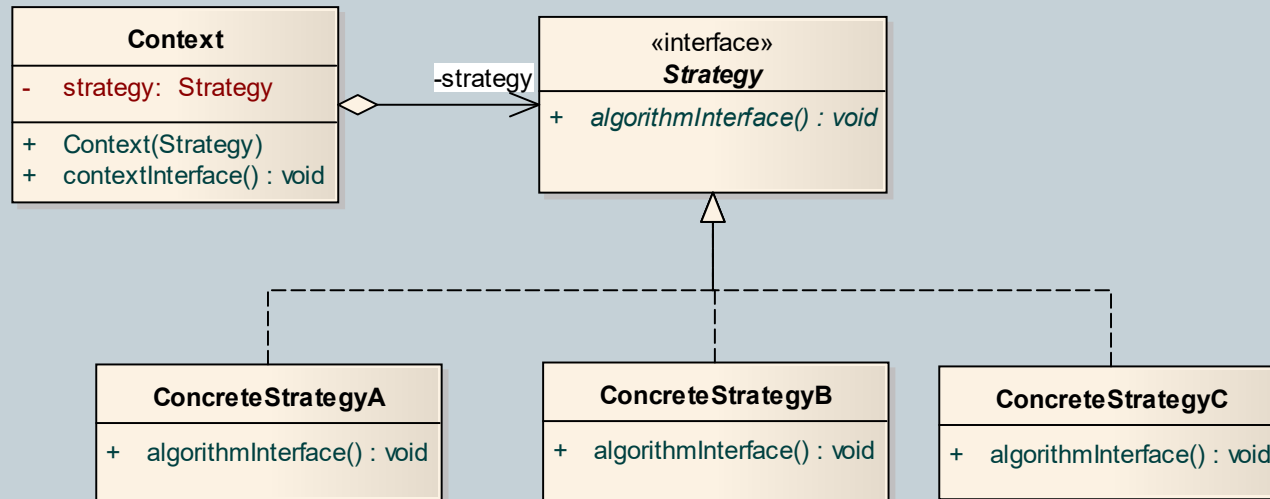 Context
- strategy: Strategy
+ Context(Strategy)
+ contextInterface() : void
-strategy
«interface»
Strategy
+ algorithmInterface() : void
ConcreteStrategyA
+ algorithmInterface() : void
ConcreteStrategyB
+ algorithmInterface() : void
ConcreteStrategyC
+ algorithmInterface() : void